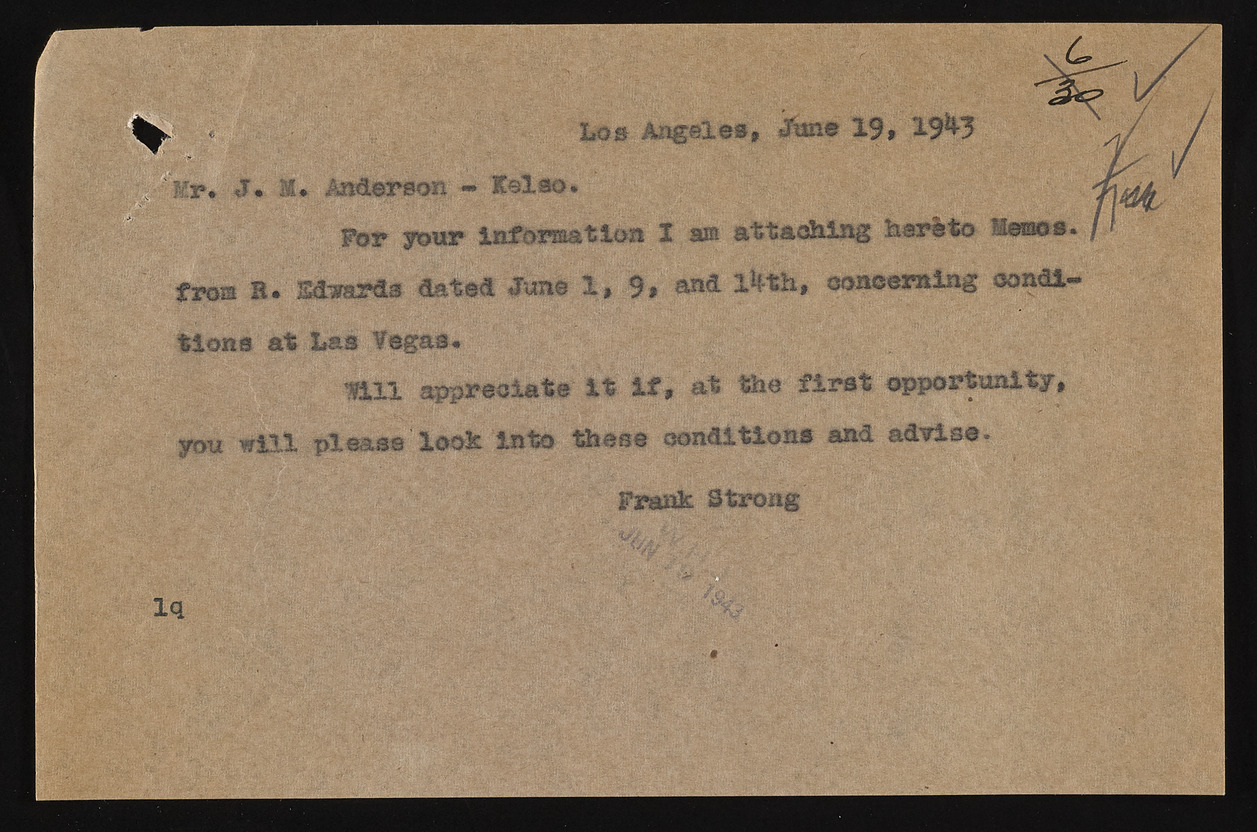 6
30
Los Angeles, June 19, 1943
Mr. J. M. Anderson - Kelso.
For your information I am attaching hereto Memos.
from R. Edwards dated June 1, 9, and 14th, concerning condi-
tions at Las Vegas.
Will appreciate it if, at the first opportunity,
you will please look into these conditions and advise.
Frank Strong
JUN 1943
lq